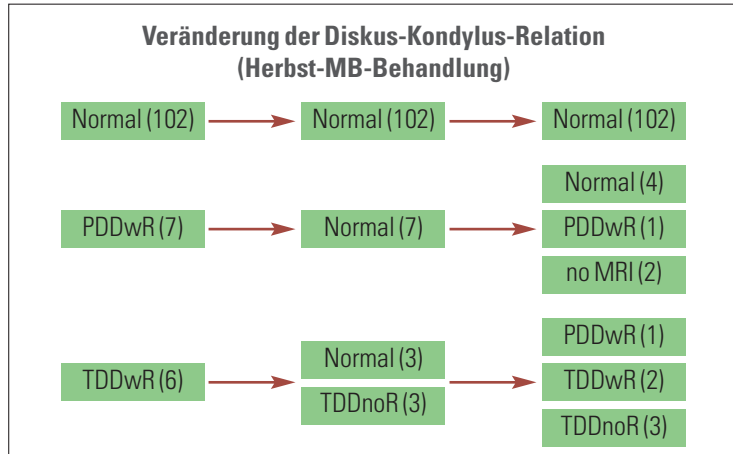 Veränderung der Diskus-Kondylus-Relation
(Herbst-MB-Behandlung)
Normal (102)
Normal (102)
Normal (102)
PDDwR (7)
Normal (7)
Normal (4)
PDDwR (1)
no MRI (2)
TDDwR (6)
Normal (3)
TDDnoR (3)
PDDwR (1)
TDDwR (2)
TDDnoR (3)